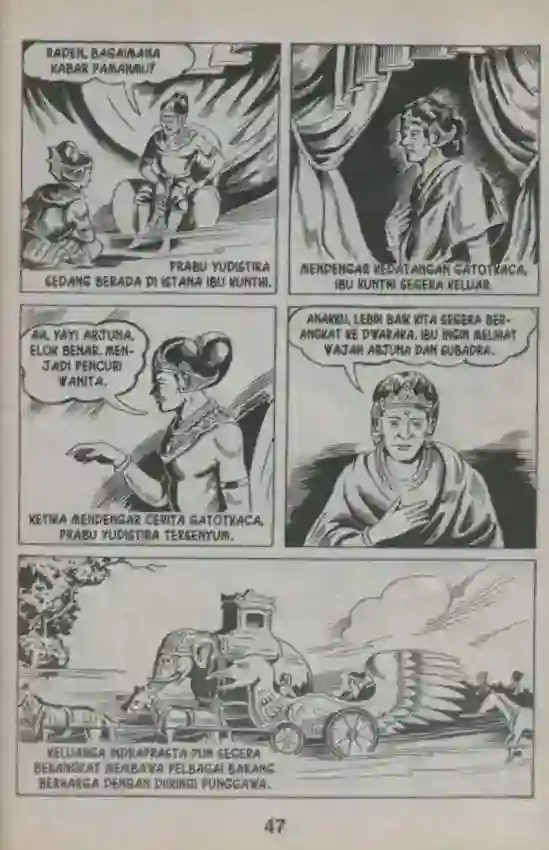 RADEN, BAGAIMANA
KABAR PAMANMU?
PRABU YUDISTIRA
SEDANG BERADA DI ISTANA IBU KUNTHI.
MENDENGAR KEDATANGAN GATOTKACA,
IBU KUNTHI SEGERA KELUAR.
AH, YAYI ARJUNA,
ELOK BENAR. MEN-
JADI PENCURI
WANITA.
KETIKA MENDENGAR CERITA GATOTKACA,
PRABU YUDISTIRA TERSENYUM.
ANAKKU, LEBIH BAIK KITA SEGERA BER-
ANGKAT KE DWARAKA. IBU INGIN MELIHAT
WAJAH ARJUNA DAN SUBADRA.
KELUARGA INDRAPRASTA PUN SEGERA
BERANGKAT MEMBAWA PELBAGAI BARANG
BERHARGA DENGAN DIIRINGI PUNGGAWA.
47